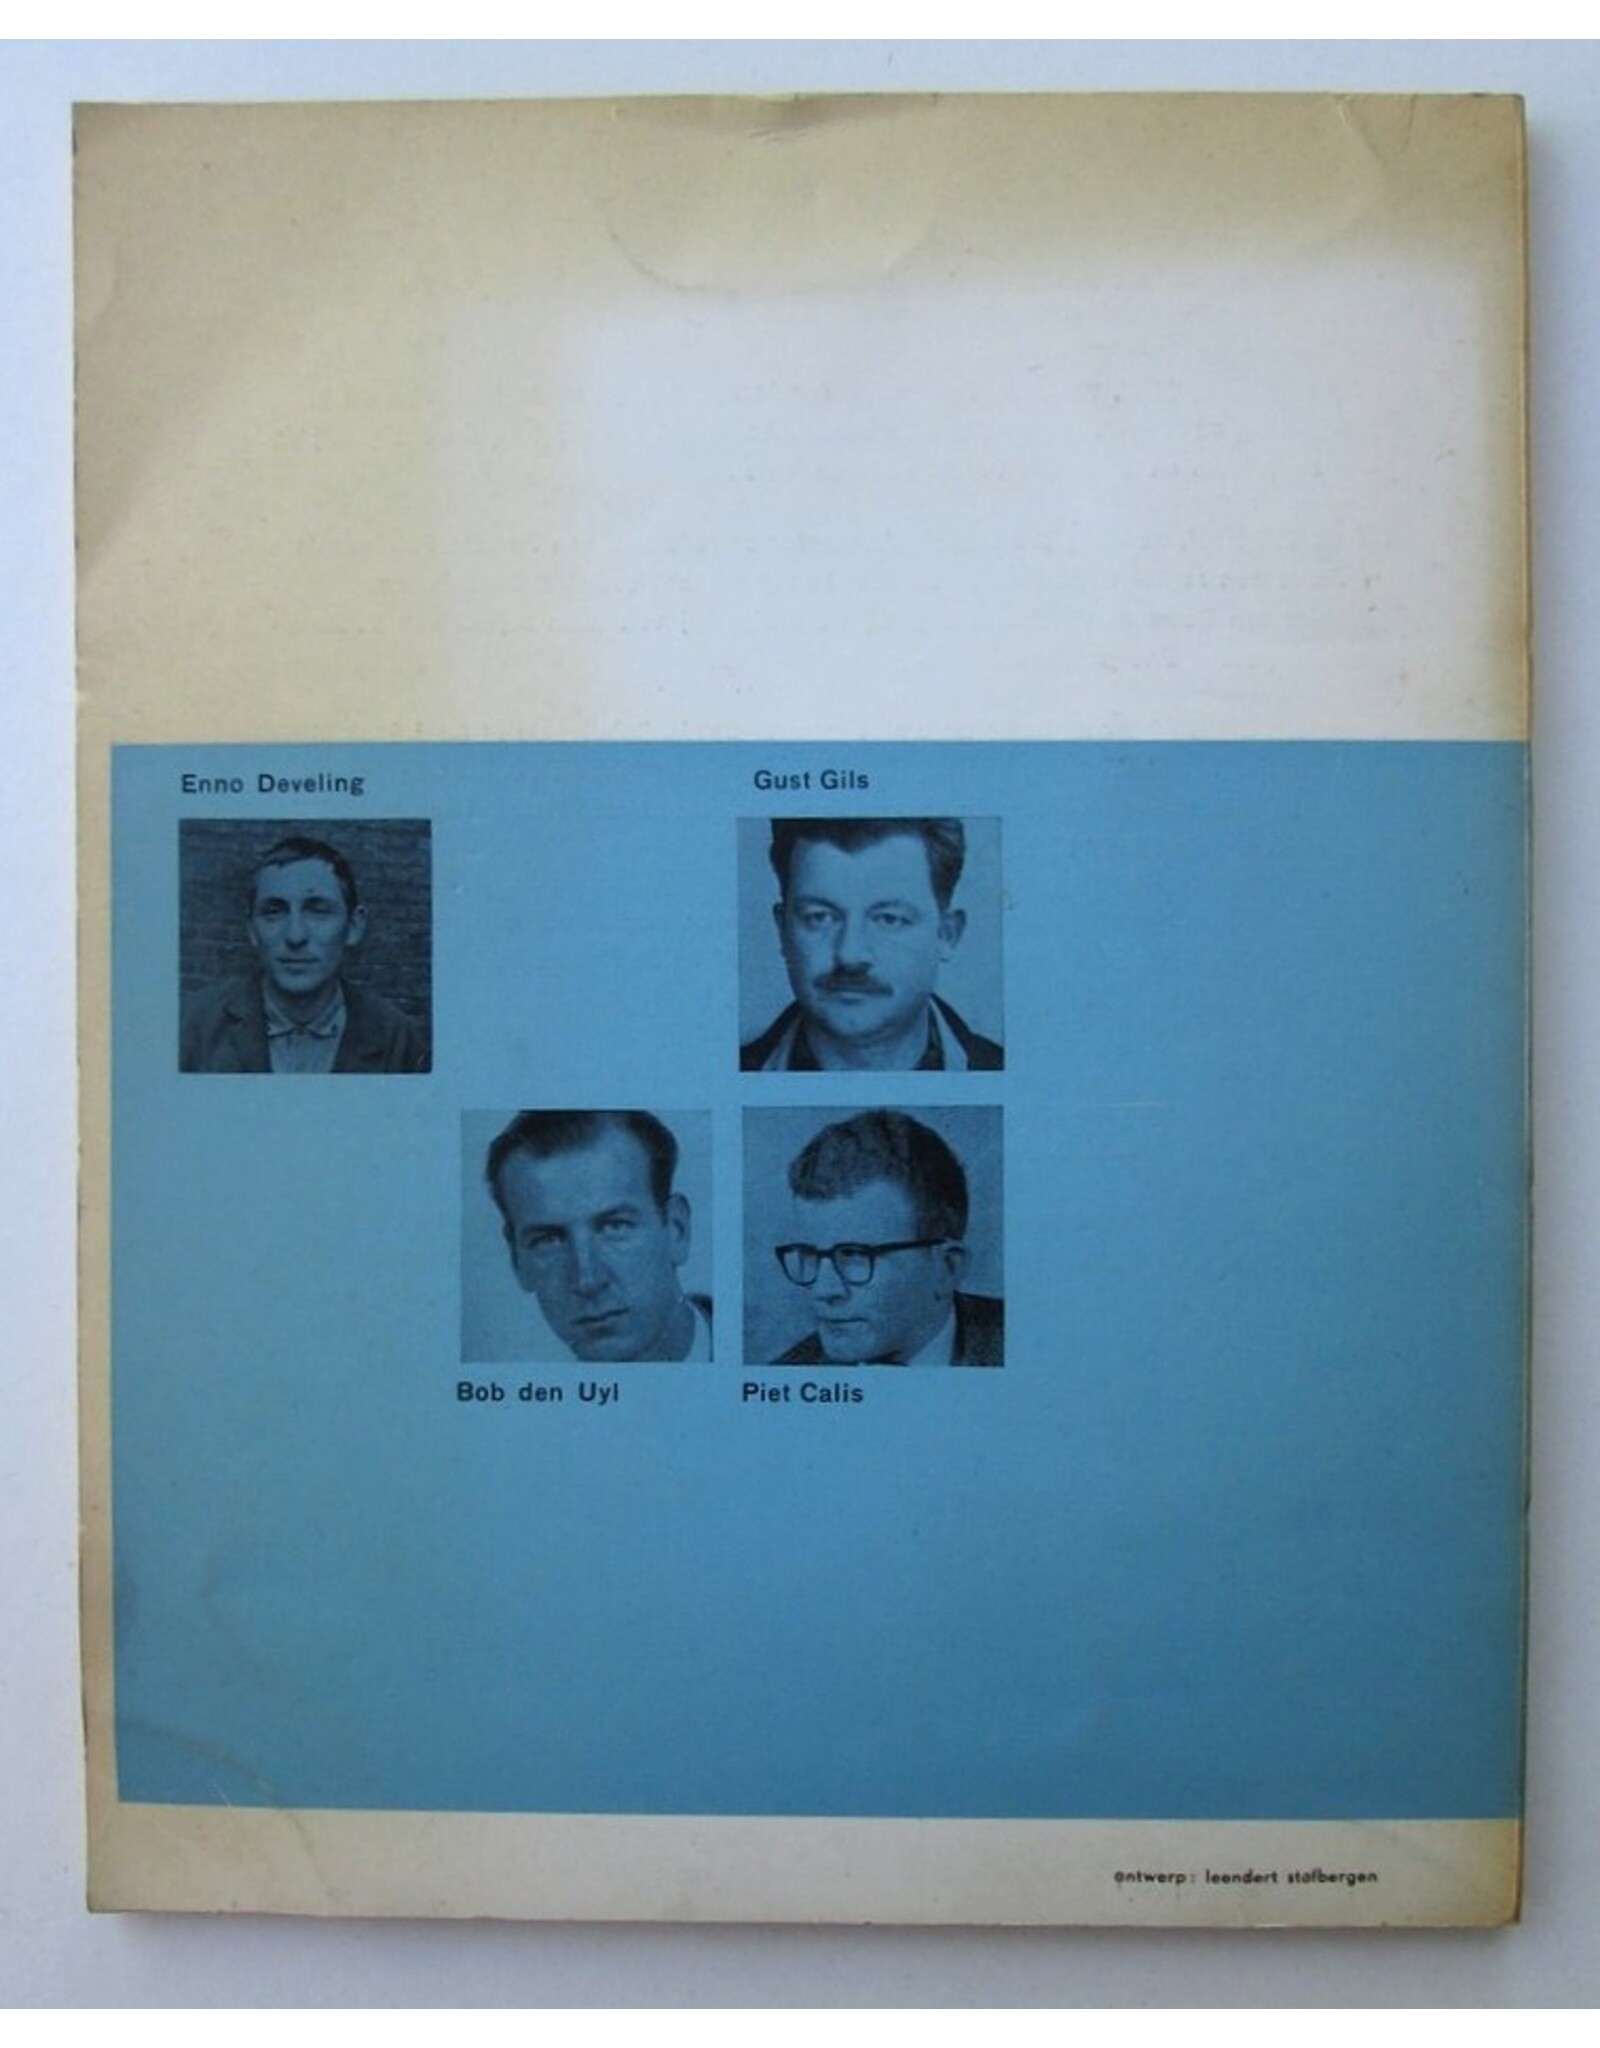 Enno Develing
Gust Gils
Bob den Uyl
Piet Calis
ontwerp: leendert stofbergen